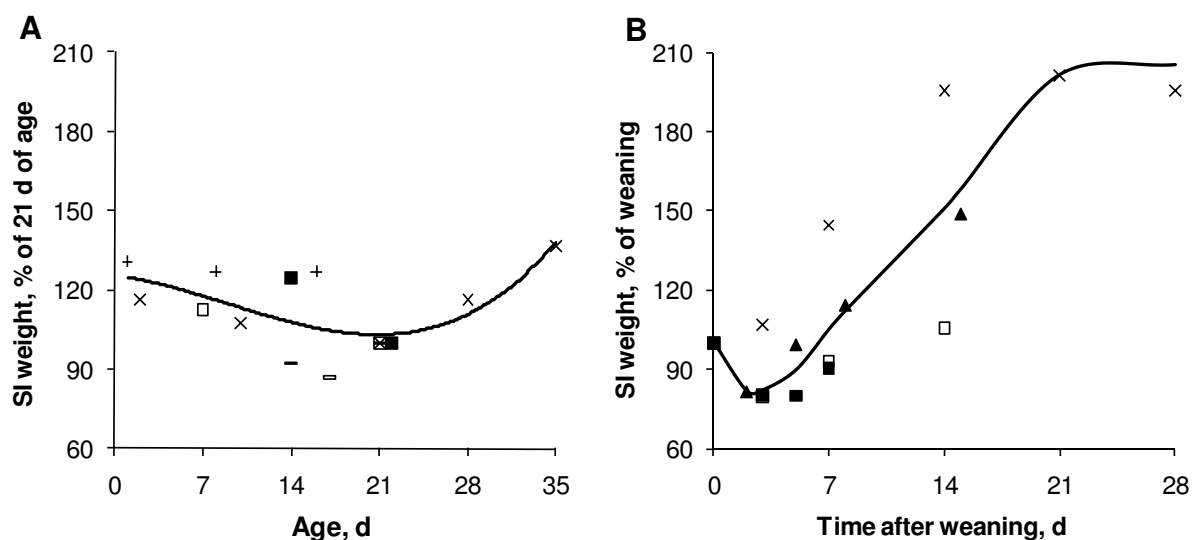 A
SI weight, % of 21 d of age
210
180
150
120
90
60
0 7 14 21 28 35
Age, d
B
SI weight, % of weaning
210
180
150
120
90
60
0 7 14 21 28
Time after weaning, d